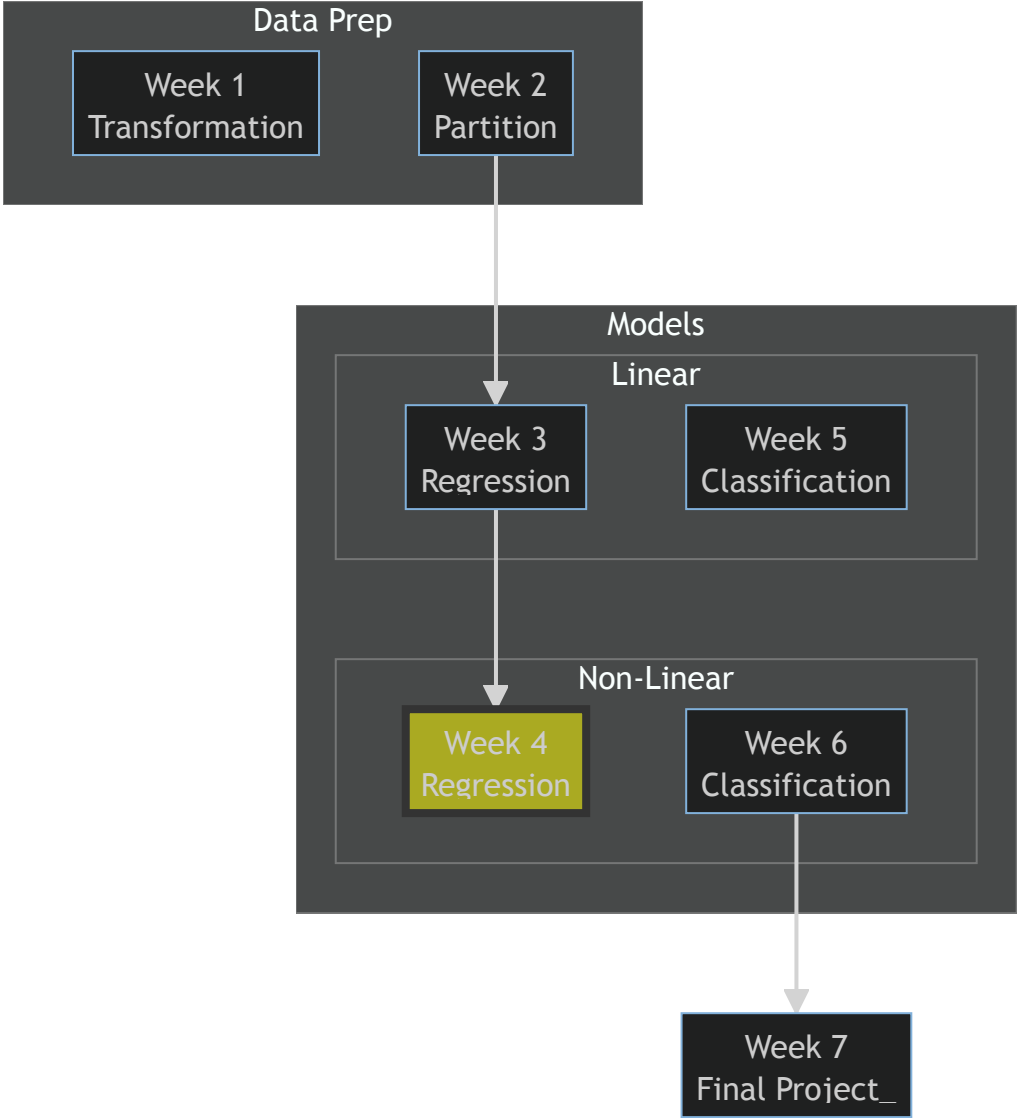 Data Prep
Week 1
Transformation
Week 2
Partition
Models
Linear
Week 3
Regression
Week 5
Classification
Non-Linear
Week 4
Regression
Week 6
Classification
Week 7
Final Project_